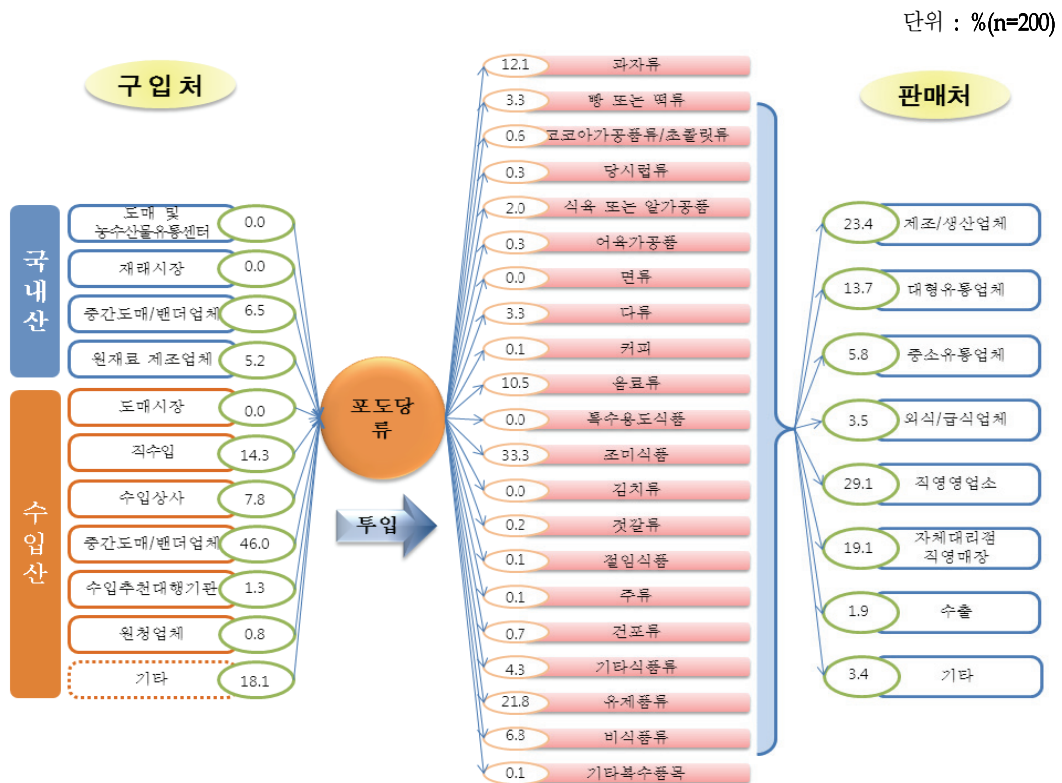 단위 : %(n=200)
구입처
국내산
도매 및
농수산물유통센터
0.0
재래시장
0.0
중간도매/밴더업체
6.5
원재료 제조업체
5.2
수입산
도매시장
0.0
직수입
14.3
수입상사
7.8
중간도매/밴더업체
46.0
수입추천대행기관
1.3
원청업체
0.8
기타
18.1
포도당
류
투입
12.1
과자류
3.3
빵 또는 떡류
0.6
코코아가공품류/초콜릿류
0.3
당시럽류
2.0
식육 또는 알가공품
0.3
어육가공품
0.0
면류
3.3
다류
0.1
커피
10.5
음료류
0.0
특수용도식품
33.3
조미식품
0.0
김치류
0.2
젓갈류
0.1
절임식품
0.1
주류
0.7
건포류
4.3
기타식품류
21.8
유제품류
6.8
비식품류
0.1
기타복수품목
판매처
23.4
제조/생산업체
13.7
대형유통업체
5.8
중소유통업체
3.5
외식/급식업체
29.1
직영영업소
19.1
자체대리점
직영매장
1.9
수출
3.4
기타